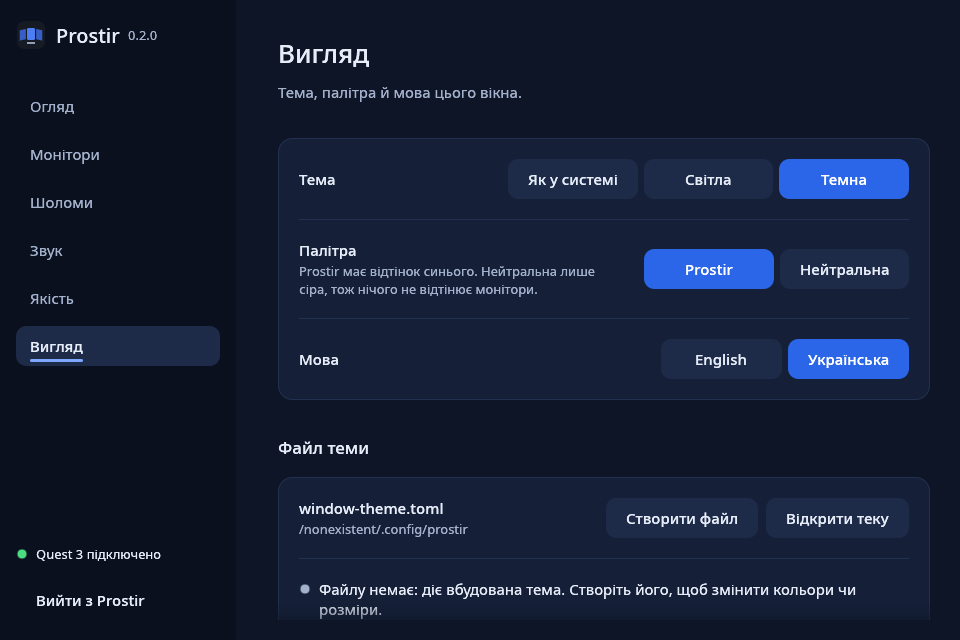 Prostir 0.2.0
Огляд
Монітори
Шоломи
Звук
Якість
Вигляд
Quest 3 підключено
Вийти з Prostir
Вигляд
Тема, палітра й мова цього вікна.
Тема
Як у системі
Світла
Темна
Палітра
Prostir має відтінок синього. Нейтральна лише
сіра, тож нічого не відтінює монітори.
Prostir
Нейтральна
Мова
English
Українська
Файл теми
window-theme.toml
/nonexistent/.config/prostir
Створити файл
Відкрити теку
Файлу немає: діє вбудована тема. Створіть його, щоб змінити кольори чи
розміри.